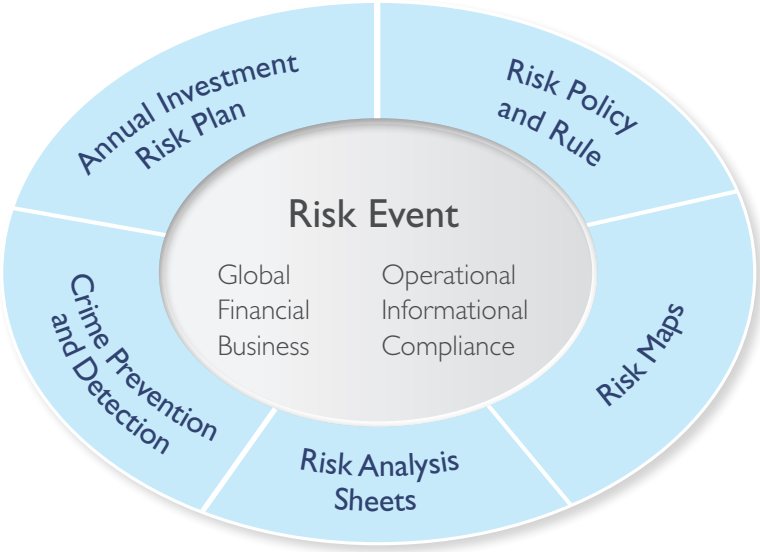 Annual Investment
Risk Plan
Risk Policy
and Rule
Risk Event
Global
Financial
Business
Operational
Informational
Compliance
Crime Prevention
and Detection
Risk Maps
Risk Analysis
Sheets